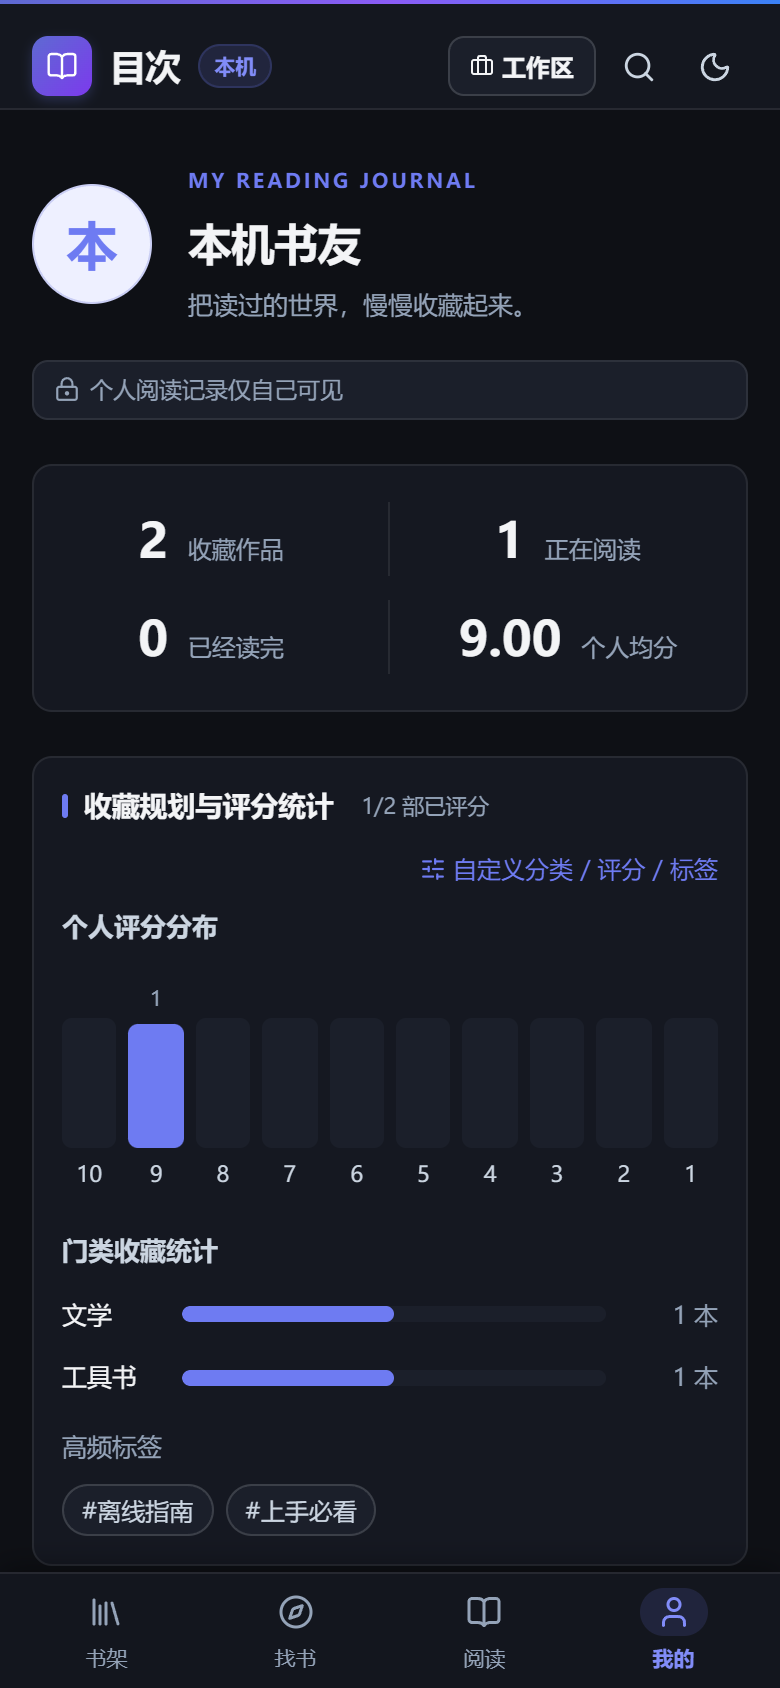 目次 本机 工作区
MY READING JOURNAL
本
本机书友
把读过的世界，慢慢收藏起来。
个人阅读记录仅自己可见
2 收藏作品 1 正在阅读
0 已经读完 9.00 个人均分
收藏规划与评分统计 1/2 部已评分
自定义分类 / 评分 / 标签
个人评分分布
1
10 9 8 7 6 5 4 3 2 1
门类收藏统计
文学 1 本
工具书 1 本
高频标签
#离线指南 #上手必看
书架 找书 阅读 我的